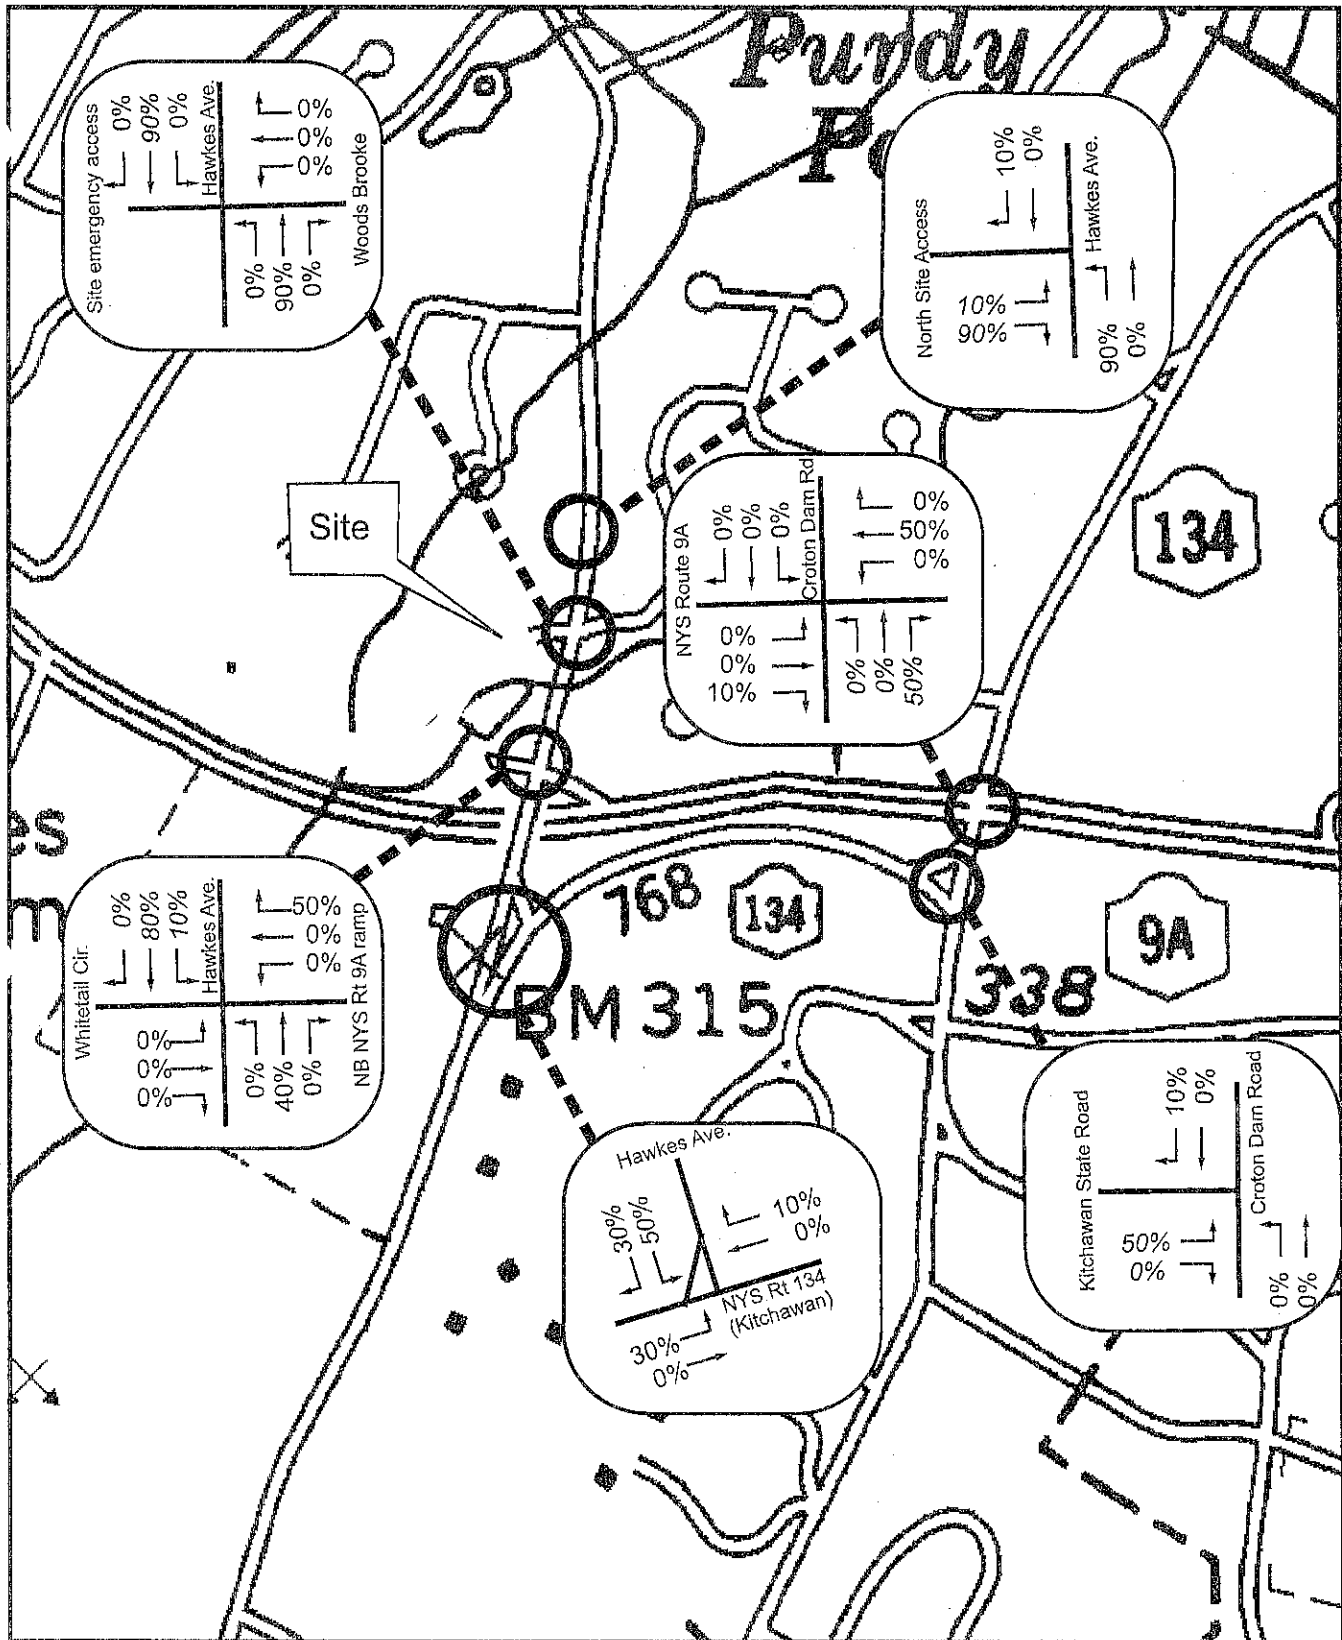 Purdy
Site emergency access
0%
90%
0%
Hawkes Ave.
0%
90%
0%
0%
0%
0%
Woods Brooke
North Site Access
10%
0%
10%
90%
Hawkes Ave.
90%
0%
Site
NYS Route 9A
0%
0%
0%
Croton Dam Rd
0%
0%
10%
0%
0%
50%
0%
50%
0%
134
Whitetail Cir.
0%
80%
10%
Hawkes Ave.
0%
0%
0%
0%
40%
0%
50%
0%
0%
NB NYS Rt 9A ramp
768
134
9A
BM 315
338
Hawkes Ave.
30%
50%
10%
0%
30%
0%
NYS Rt 134
(Kitchawan)
Kitchawan State Road
10%
0%
50%
0%
Croton Dam Road
0%
0%